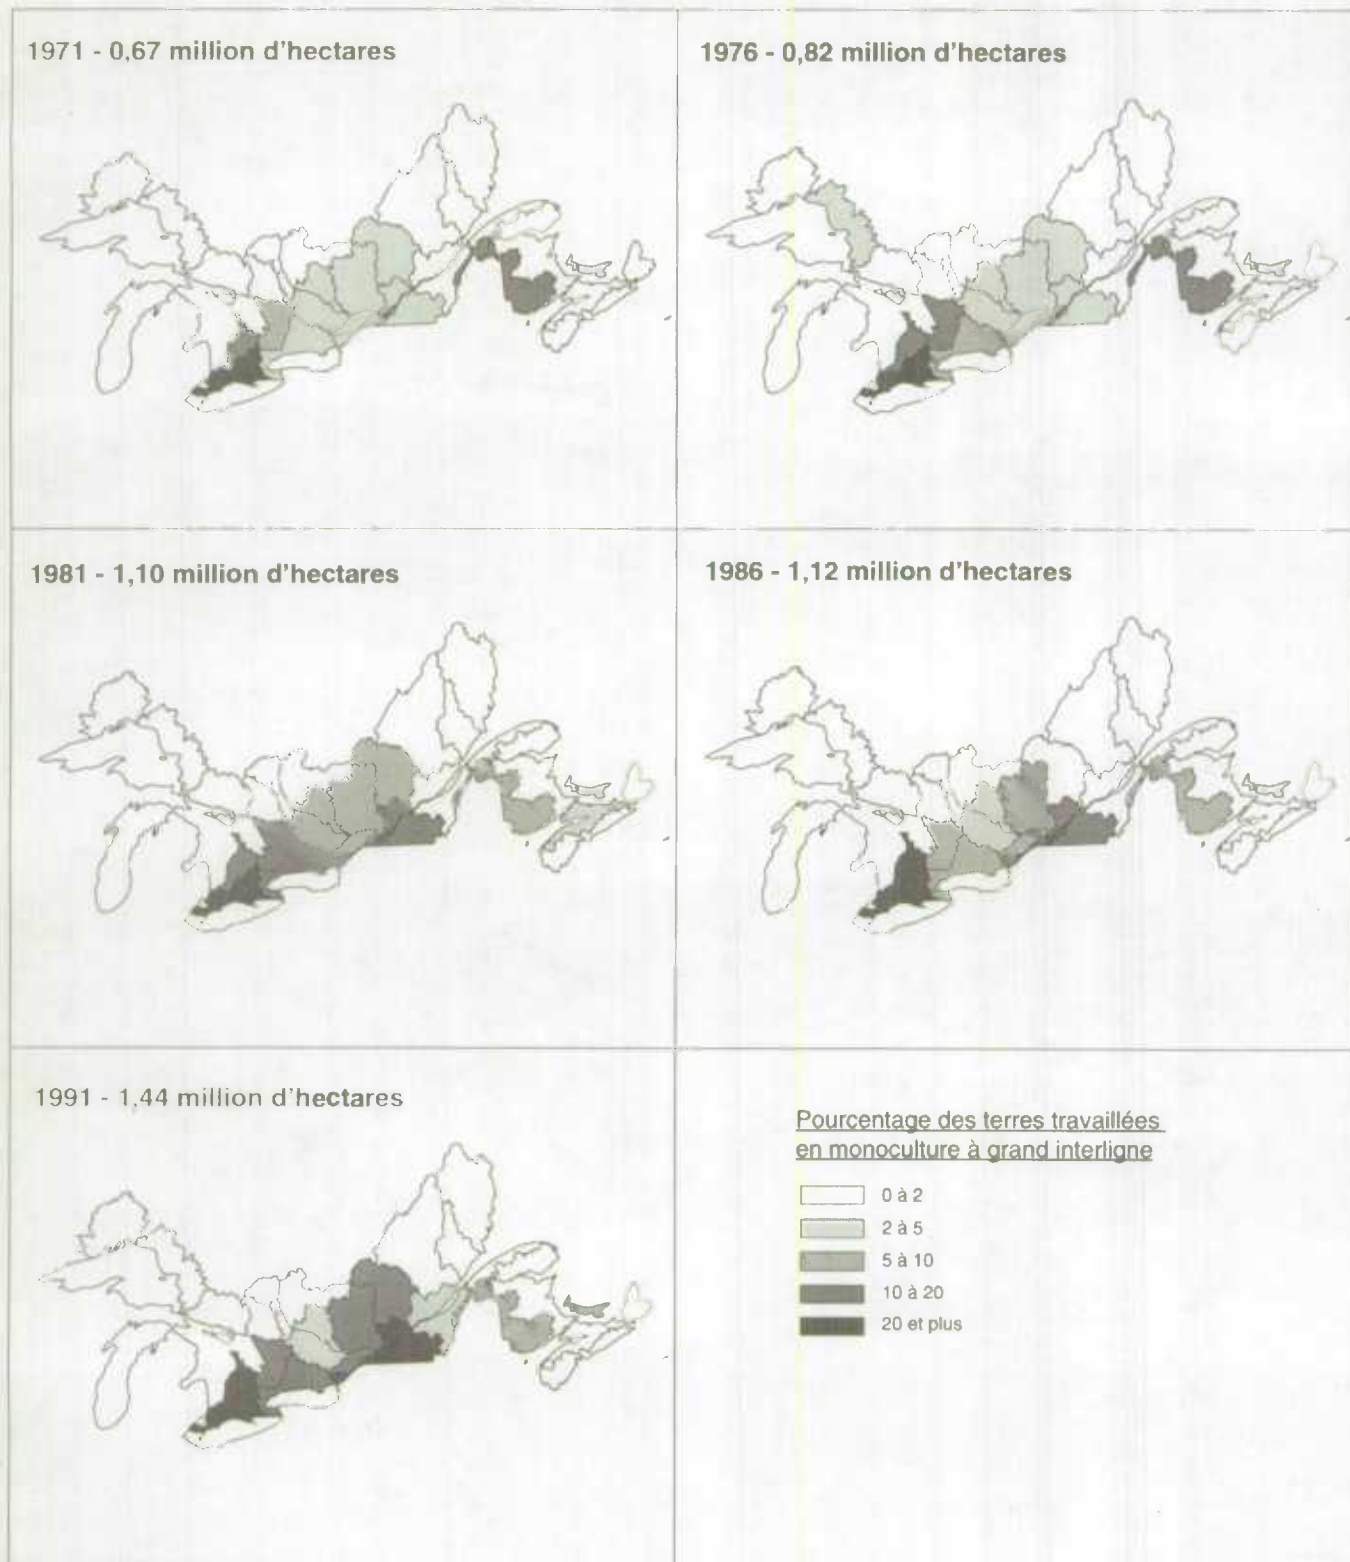 1971 - 0,67 million d'hectares
1976 - 0,82 million d'hectares
1981 - 1,10 million d'hectares
1986 - 1,12 million d'hectares
1991 - 1,44 million d'hectares
Pourcentage des terres travaillées
en monoculture à grand interligne
0 à 2
2 à 5
5 à 10
10 à 20
20 et plus